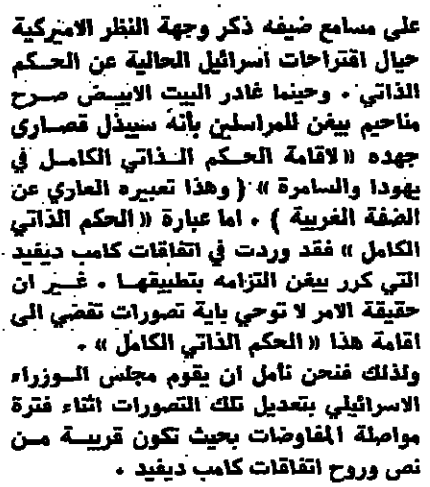 على مسامع ضيفه ذكر وجهة النظر الاميركية
حيال اقتراحات اسرائيل الحالية عن الحكم
الذاتي . وحينما غادر البيت الابيض صرح
مناحيم بيغن للمراسلين بأنه سيبذل قصارى
جهده « لاقامة الحكم الذاتي الكامل في
يهودا والسامرة » ( وهذا تعبيره العاري عن
الضفة الغربية ) . اما عبارة « الحكم الذاتي
الكامل » فقد وردت في اتفاقات كامب ديفيد
التي كرر بيغن التزامه بتطبيقها . غير ان
حقيقة الامر لا توحي باية تصورات تفضي الى
اقامة هذا « الحكم الذاتي الكامل » .
ولذلك فنحن نأمل ان يقوم مجلس الوزراء
الاسرائيلي بتعديل تلك التصورات اثناء فترة
مواصلة المفاوضات بحيث تكون قريبة من
نص وروح اتفاقات كامب ديفيد .